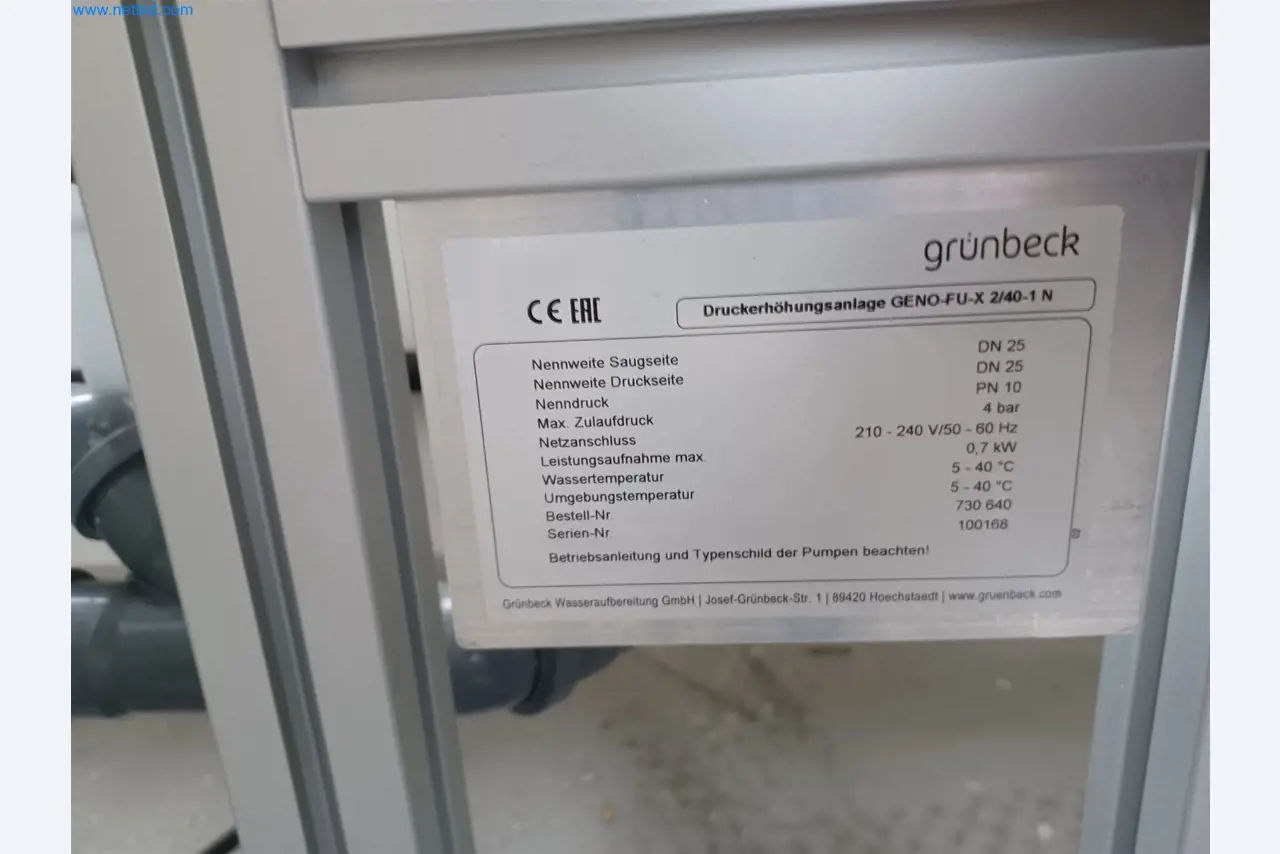 www.netbid.com
grünbeck
CE EAC
Druckerhöhungsanlage GENO-FU-X 2/40-1 N
Nennweite Saugseite DN 25
Nennweite Druckseite DN 25
Nenndruck PN 10
Max. Zulaufdruck 4 bar
Netzanschluss 210 - 240 V/50 - 60 Hz
Leistungsaufnahme max. 0,7 kW
Wassertemperatur 5 - 40 °C
Umgebungstemperatur 5 - 40 °C
Bestell-Nr. 730 640
Serien-Nr. 100168
Betriebsanleitung und Typenschild der Pumpen beachten!
Grünbeck Wasseraufbereitung GmbH | Josef-Grünbeck-Str. 1 | 89420 Hoechstaedt | www.gruenbeck.com